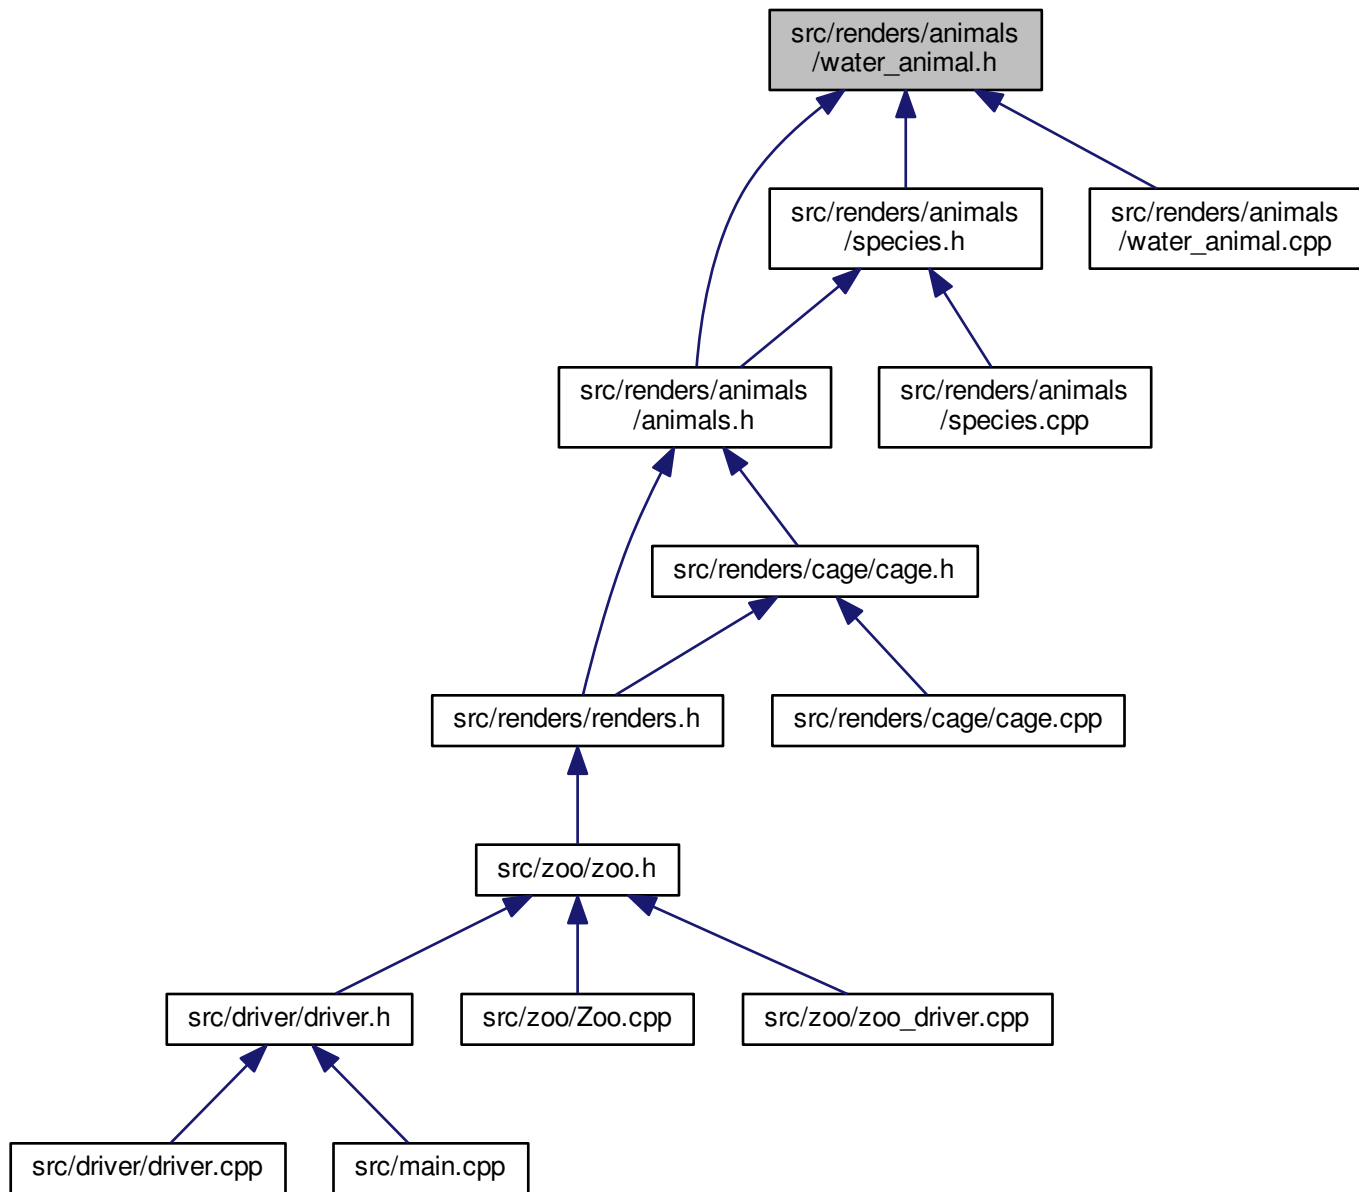 src/renders/animals
/water_animal.h
src/renders/animals
/species.h
src/renders/animals
/water_animal.cpp
src/renders/animals
/animals.h
src/renders/animals
/species.cpp
src/renders/cage/cage.h
src/renders/renders.h
src/renders/cage/cage.cpp
src/zoo/zoo.h
src/driver/driver.h
src/zoo/Zoo.cpp
src/zoo/zoo_driver.cpp
src/driver/driver.cpp
src/main.cpp